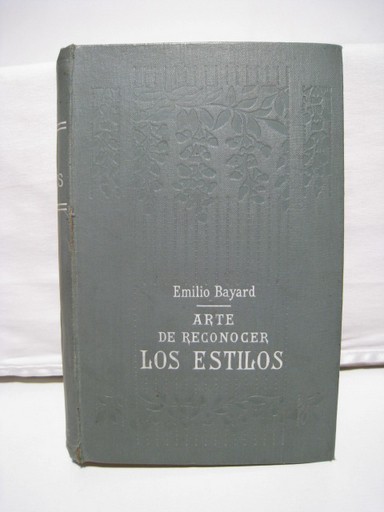 Emilio Bayard
ARTE
DE RECONOCER
LOS ESTILOS
S